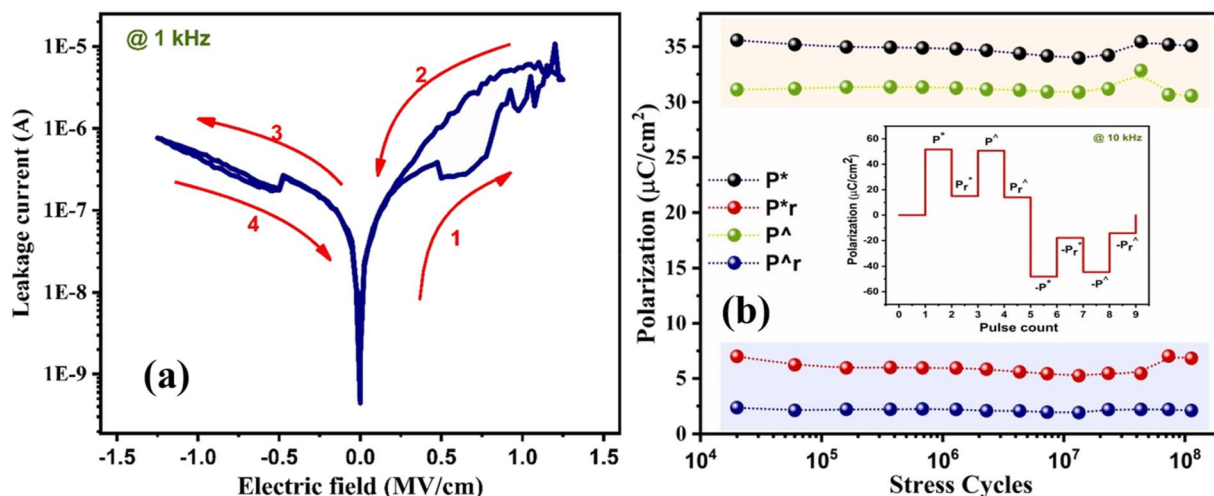 @ 1 kHz
Leakage current (A)
1E-5
1E-6
1E-7
1E-8
1E-9
1
2
3
4
(a)
-1.5 -1.0 -0.5 0.0 0.5 1.0 1.5
Electric field (MV/cm)
Polarization (μC/cm²)
35
30
25
20
15
10
5
0
P*
P*r
P^
P^r
(b)
10⁴ 10⁵ 10⁶ 10⁷ 10⁸
Stress Cycles
@ 10 kHz
Polarization (μC/cm²)
60
40
20
0
-20
-40
-60
P*
Pr*
P^
Pr^
-P*
-Pr*
-P^
-Pr^
0 1 2 3 4 5 6 7 8 9
Pulse count